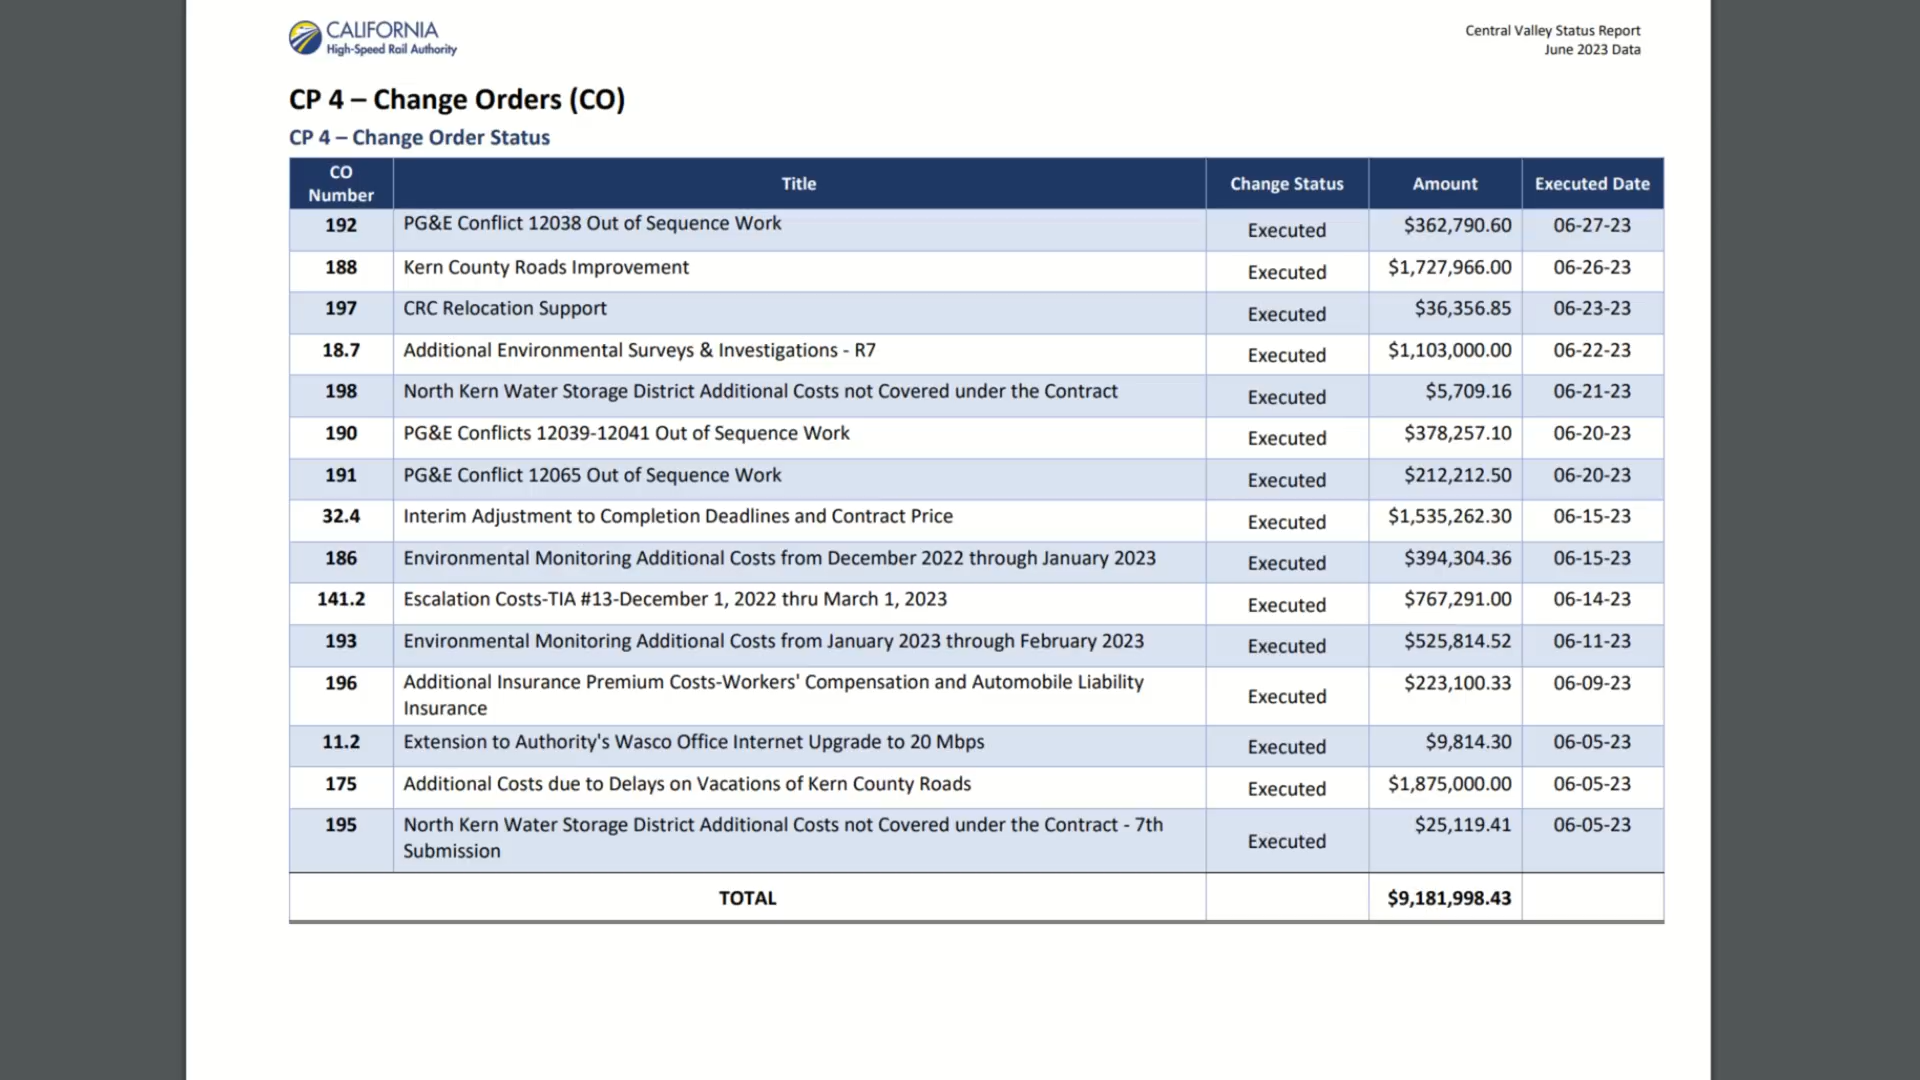 CALIFORNIA
High-Speed Rail Authority
Central Valley Status Report
June 2023 Data
CP 4 – Change Orders (CO)
CP 4 – Change Order Status
CO Number Title Change Status Amount Executed Date
192 PG&E Conflict 12038 Out of Sequence Work Executed $362,790.60 06-27-23
188 Kern County Roads Improvement Executed $1,727,966.00 06-26-23
197 CRC Relocation Support Executed $36,356.85 06-23-23
18.7 Additional Environmental Surveys & Investigations - R7 Executed $1,103,000.00 06-22-23
198 North Kern Water Storage District Additional Costs not Covered under the Contract Executed $5,709.16 06-21-23
190 PG&E Conflicts 12039-12041 Out of Sequence Work Executed $378,257.10 06-20-23
191 PG&E Conflict 12065 Out of Sequence Work Executed $212,212.50 06-20-23
32.4 Interim Adjustment to Completion Deadlines and Contract Price Executed $1,535,262.30 06-15-23
186 Environmental Monitoring Additional Costs from December 2022 through January 2023 Executed $394,304.36 06-15-23
141.2 Escalation Costs-TIA #13-December 1, 2022 thru March 1, 2023 Executed $767,291.00 06-14-23
193 Environmental Monitoring Additional Costs from January 2023 through February 2023 Executed $525,814.52 06-11-23
196 Additional Insurance Premium Costs-Workers' Compensation and Automobile Liability
Insurance Executed $223,100.33 06-09-23
11.2 Extension to Authority's Wasco Office Internet Upgrade to 20 Mbps Executed $9,814.30 06-05-23
175 Additional Costs due to Delays on Vacations of Kern County Roads Executed $1,875,000.00 06-05-23
195 North Kern Water Storage District Additional Costs not Covered under the Contract - 7th
Submission Executed $25,119.41 06-05-23
TOTAL $9,181,998.43